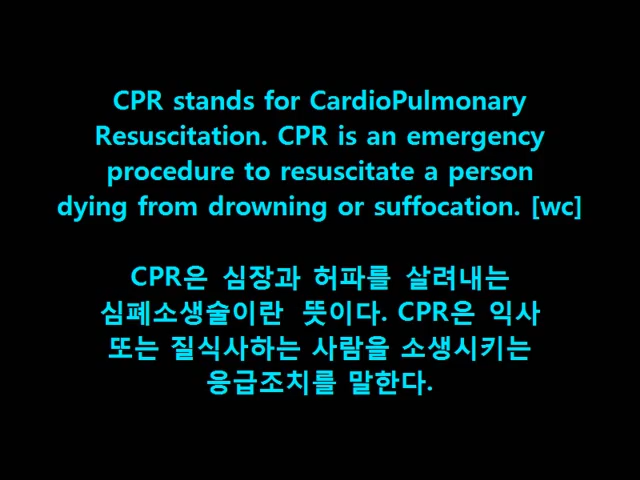 CPR stands for CardioPulmonary
Resuscitation. CPR is an emergency
procedure to resuscitate a person
dying from drowning or suffocation. [wc]
CPR은 심장과 허파를 살려내는
심폐소생술이란 뜻이다. CPR은 익사
또는 질식사하는 사람을 소생시키는
응급조치를 말한다.